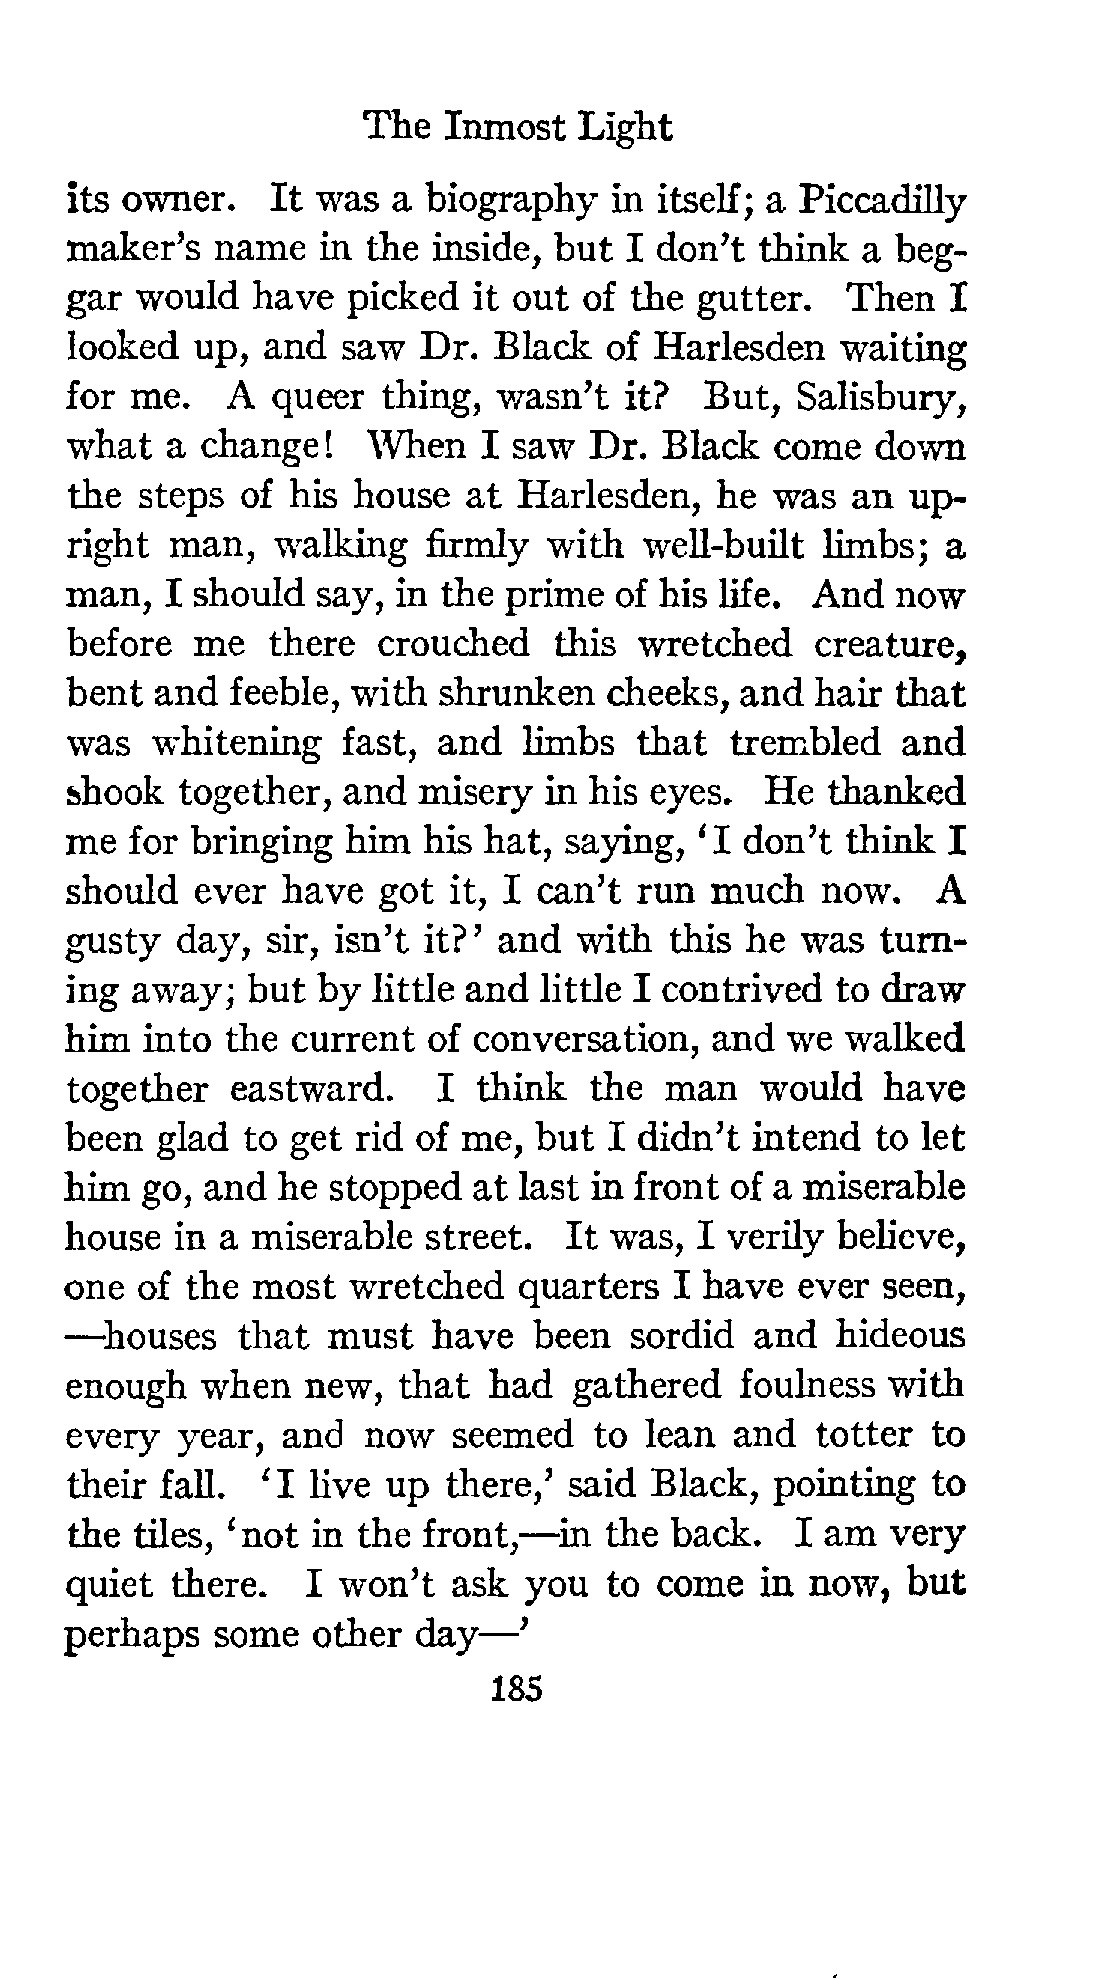 The Inmost Light
its owner. It was a biography in itself; a Piccadilly
maker's name in the inside, but I don't think a beg-
gar would have picked it out of the gutter. Then I
looked up, and saw Dr. Black of Harlesden waiting
for me. A queer thing, wasn't it? But, Salisbury,
what a change! When I saw Dr. Black come down
the steps of his house at Harlesden, he was an up-
right man, walking firmly with well-built limbs; a
man, I should say, in the prime of his life. And now
before me there crouched this wretched creature,
bent and feeble, with shrunken cheeks, and hair that
was whitening fast, and limbs that trembled and
shook together, and misery in his eyes. He thanked
me for bringing him his hat, saying, 'I don't think I
should ever have got it, I can't run much now. A
gusty day, sir, isn't it?' and with this he was turn-
ing away; but by little and little I contrived to draw
him into the current of conversation, and we walked
together eastward. I think the man would have
been glad to get rid of me, but I didn't intend to let
him go, and he stopped at last in front of a miserable
house in a miserable street. It was, I verily believe,
one of the most wretched quarters I have ever seen,
—houses that must have been sordid and hideous
enough when new, that had gathered foulness with
every year, and now seemed to lean and totter to
their fall. 'I live up there,' said Black, pointing to
the tiles, 'not in the front,—in the back. I am very
quiet there. I won't ask you to come in now, but
perhaps some other day—'
185